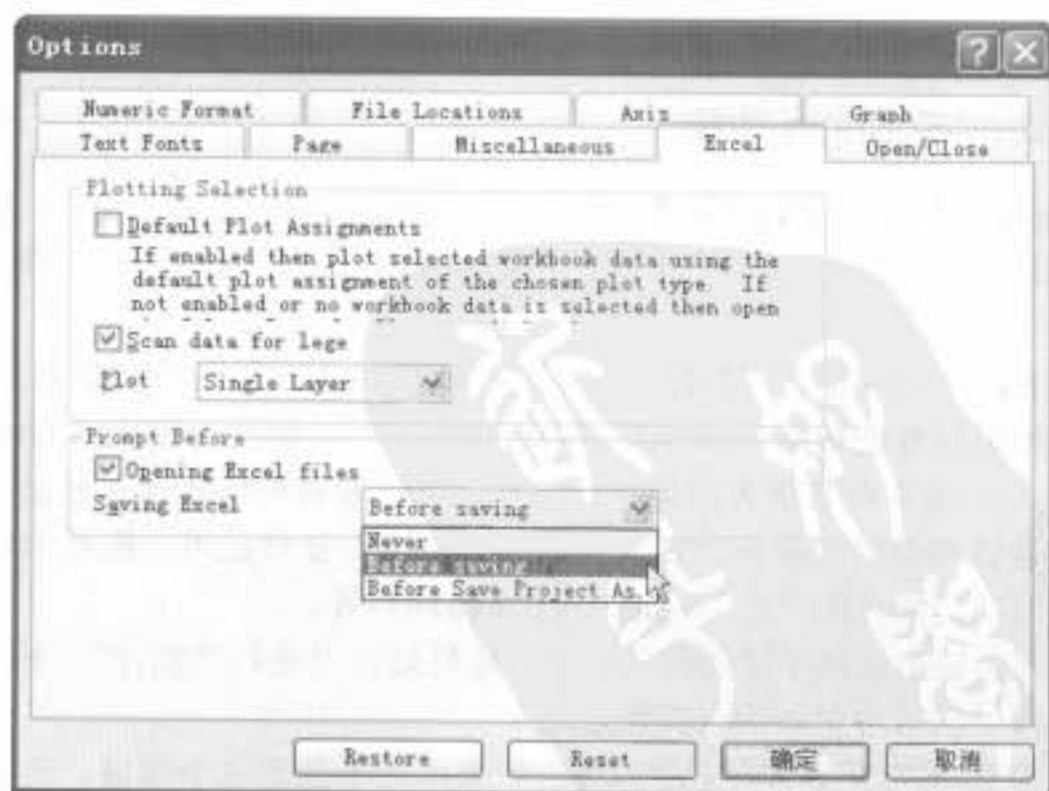 Options
Numeric Format File Locations Axis Graph
Text Fonts Page Miscellaneous Excel Open/Close
Plotting Selection
Default Plot Assignments
If enabled then plot selected workbook data using the
default plot assignment of the chosen plot type. If
not enabled or no workbook data is selected then open
Scan data for lege
Plot Single Layer
Prompt Before
Opening Excel files
Saving Excel Before saving
Never
Before saving
Before Save Project As.
Restore Reset 确定 取消